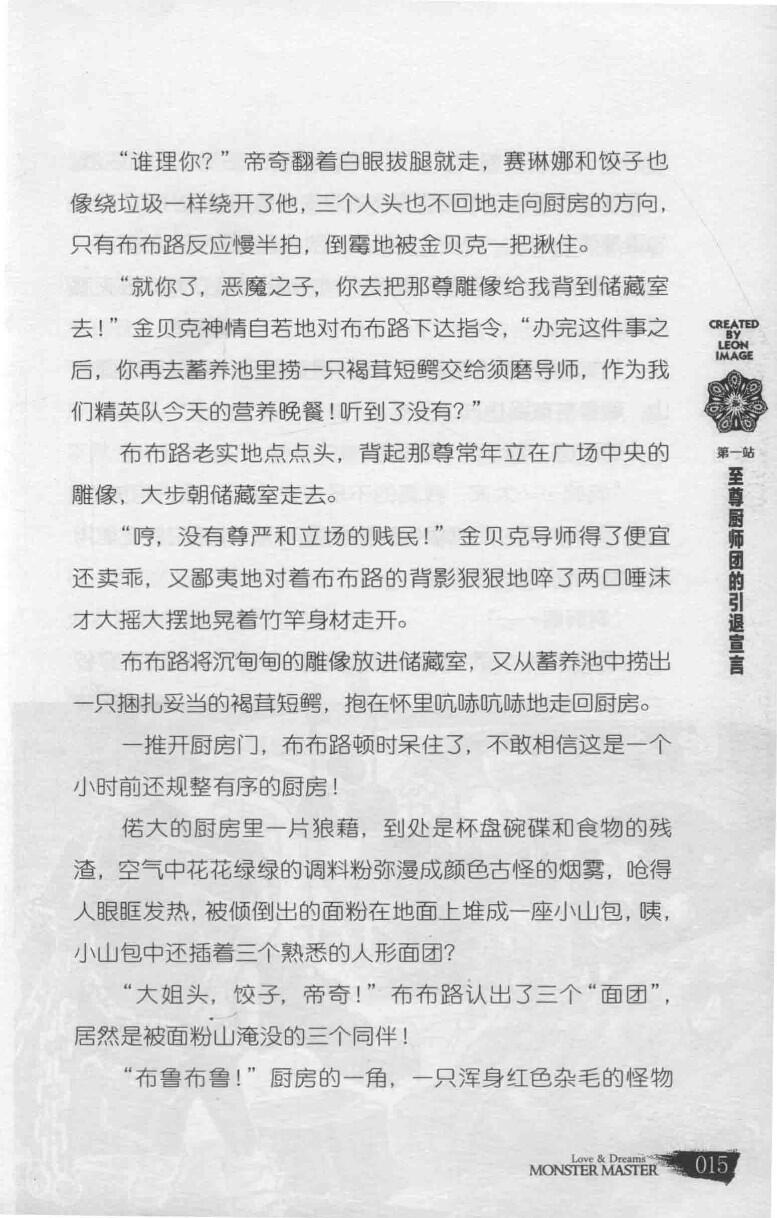 “谁理你？”帝奇翻着白眼拔腿就走，赛琳娜和饺子也
像绕垃圾一样绕开了他，三个人头也不回地走向厨房的方向，
只有布布路反应慢半拍，倒霉地被金贝克一把揪住。
“就你了，恶魔之子，你去把那尊雕像给我背到储藏室
去！”金贝克神情自若地对布布路下达指令，“办完这件事之
后，你再去蓄养池里捞一只褐茸短鳄交给须磨导师，作为我
们精英队今天的营养晚餐！听到了没有？”
布布路老实地点点头，背起那尊常年立在广场中央的
雕像，大步朝储藏室走去。
“哼，没有尊严和立场的贱民！”金贝克导师得了便宜
还卖乖，又鄙夷地对着布布路的背影狠狠地啐了两口唾沫
才大摇大摆地晃着竹竿身材走开。
布布路将沉甸甸的雕像放进储藏室，又从蓄养池中捞出
一只捆扎妥当的褐茸短鳄，抱在怀里吭哧吭哧地走回厨房。
一推开厨房门，布布路顿时呆住了，不敢相信这是一个
小时前还规整有序的厨房！
偌大的厨房里一片狼藉，到处是杯盘碗碟和食物的残
渣，空气中花花绿绿的调料粉弥漫成颜色古怪的烟雾，呛得
人眼眶发热，被倾倒出的面粉在地面上堆成一座小山包，咦，
小山包中还插着三个熟悉的人形面团？
“大姐头，饺子，帝奇！”布布路认出了三个“面团”，
居然是被面粉山淹没的三个同伴！
“布鲁布鲁！”厨房的一角，一只浑身红色杂毛的怪物
CREATED
BY
LEON
IMAGE
第一站
至尊厨师团的引退宣言
Love & Dreams
MONSTER MASTER
015